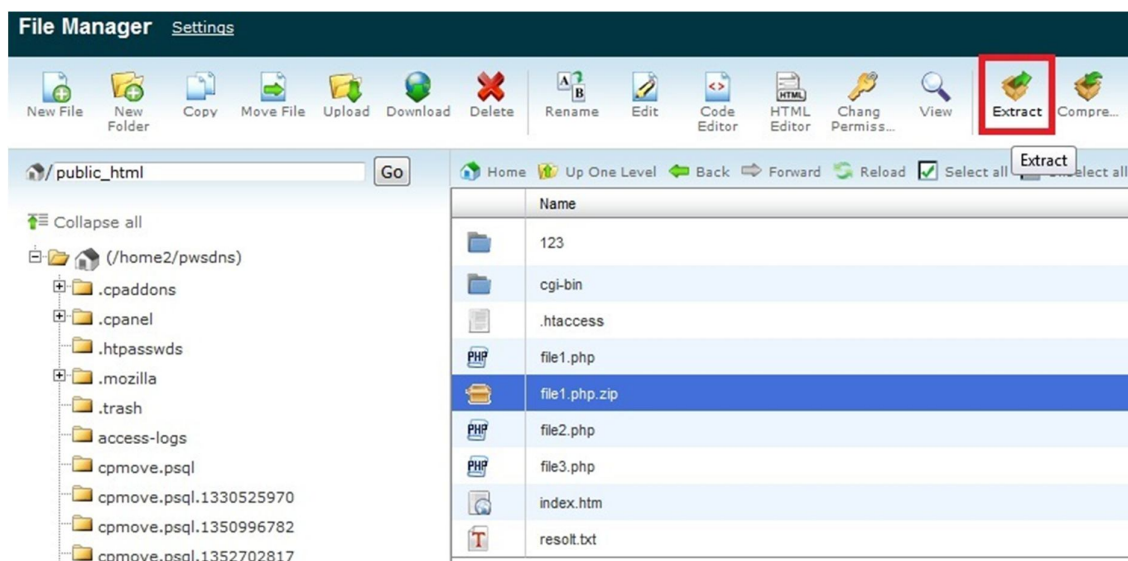 File Manager Settings
New File
New Folder
Copy
Move File
Upload
Download
Delete
Rename
Edit
Code Editor
HTML Editor
Chang Permiss...
View
Extract
Compre...
/ public_html Go
Home Up One Level Back Forward Reload Select all
Extract
Collapse all
(/home2/pwsdns)
.cpaddons
.cpanel
.htpasswds
.mozilla
.trash
access-logs
cpmove.psql
cpmove.psql.1330525970
cpmove.psql.1350996782
cpmove.psql.1352702817
Name
123
cgi-bin
.htaccess
file1.php
file1.php.zip
file2.php
file3.php
index.htm
resolt.txt